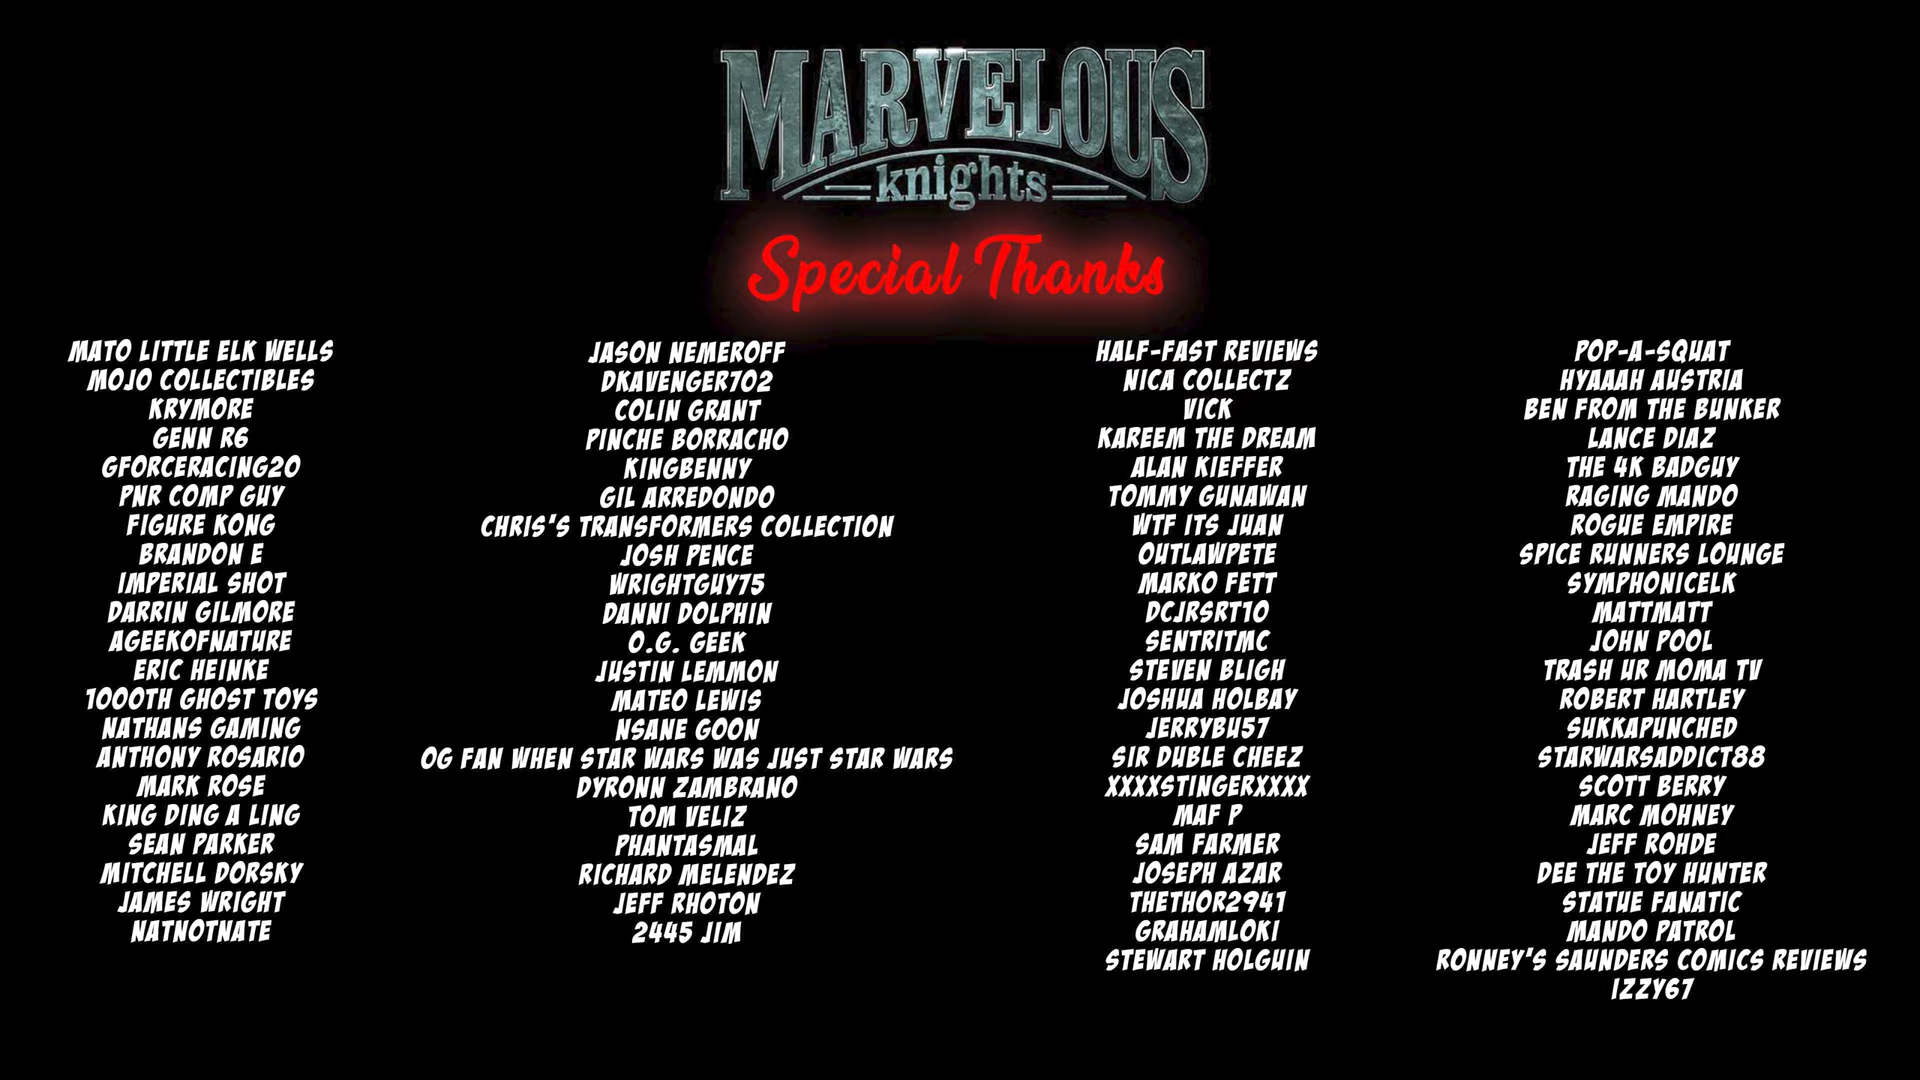 MARVELOUS
knights
Special Thanks
MATO LITTLE ELK WELLS
MOJO COLLECTIBLES
KRYMORE
GENN R6
GFORCERACING20
PNR COMP GUY
FIGURE KONG
BRANDON E
IMPERIAL SHOT
DARRIN GILMORE
AGEEKOFNATURE
ERIC HEINKE
1000TH GHOST TOYS
NATHANS GAMING
ANTHONY ROSARIO
MARK ROSE
KING DING A LING
SEAN PARKER
MITCHELL DORSKY
JAMES WRIGHT
NATNOTNATE
JASON NEMEROFF
DKAVENGER702
COLIN GRANT
PINCHE BORRACHO
KINGBENNY
GIL ARREDONDO
CHRIS'S TRANSFORMERS COLLECTION
JOSH PENCE
WRIGHTGUY75
DANNI DOLPHIN
O.G. GEEK
JUSTIN LEMMON
MATEO LEWIS
NSANE GOON
OG FAN WHEN STAR WARS WAS JUST STAR WARS
DYRONN ZAMBRANO
TOM VELIZ
PHANTASMAL
RICHARD MELENDEZ
JEFF RHOTON
2445 JIM
HALF-FAST REVIEWS
NICA COLLECTZ
VICK
KAREEM THE DREAM
ALAN KIEFFER
TOMMY GUNAWAN
WTF ITS JUAN
OUTLAWPETE
MARKO FETT
DCJRSRT10
SENTRITMC
STEVEN BLIGH
JOSHUA HOLBAY
JERRYBU57
SIR DUBLE CHEEZ
XXXXSTINGERXXXX
MAF P
SAM FARMER
JOSEPH AZAR
THETHOR2941
GRAHAMLOKI
STEWART HOLGUIN
POP-A-SQUAT
HYAAAH AUSTRIA
BEN FROM THE BUNKER
LANCE DIAZ
THE 4K BADGUY
RAGING MANDO
ROGUE EMPIRE
SPICE RUNNERS LOUNGE
SYMPHONICELK
MATTMATT
JOHN POOL
TRASH UR MOMA TV
ROBERT HARTLEY
SUKKAPUNCHED
STARWARSADDICT88
SCOTT BERRY
MARC MOHNEY
JEFF ROHDE
DEE THE TOY HUNTER
STATUE FANATIC
MANDO PATROL
RONNEY'S SAUNDERS COMICS REVIEWS
IZZY67